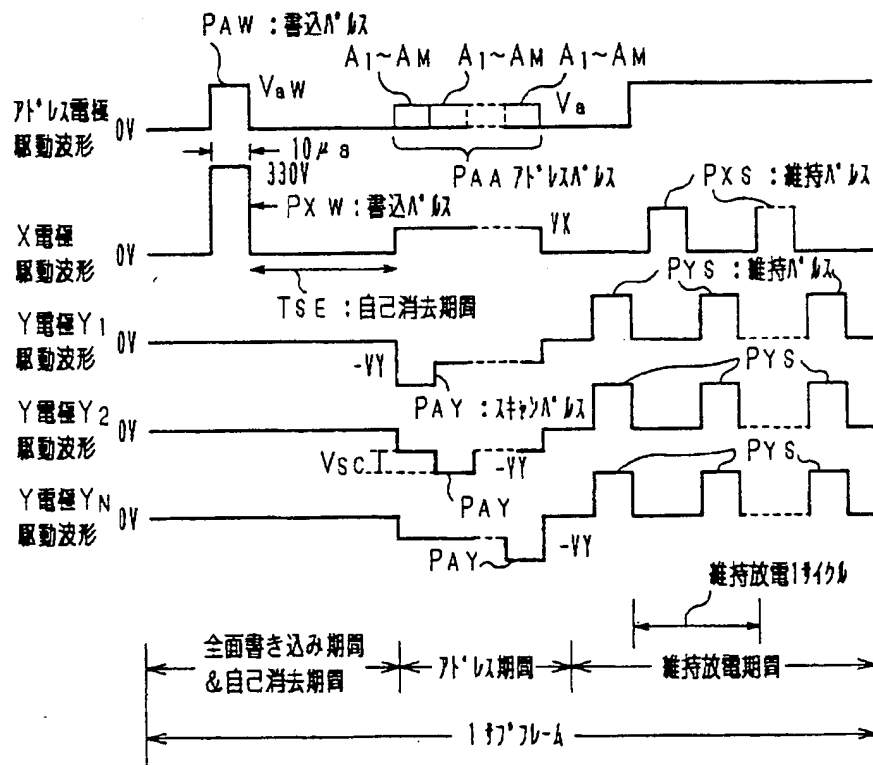 PAW：書込パルス
A1~AM A1~AM A1~AM
VaW
Va
アドレス電極
駆動波形
0V
10μs
330V
PAA アドレスパルス
PXS：維持パルス
PXW：書込パルス
VX
X電極
駆動波形
0V
PYS：維持パルス
TSE：自己消去期間
Y電極Y1
駆動波形
0V
-VY
PYS
PAY：スキャンパルス
Y電極Y2
駆動波形
0V
VSC
-VY
PYS
PAY
Y電極YN
駆動波形
0V
PAY
-VY
維持放電1サイクル
全面書き込み期間
&自己消去期間
アドレス期間
維持放電期間
1サブフレーム